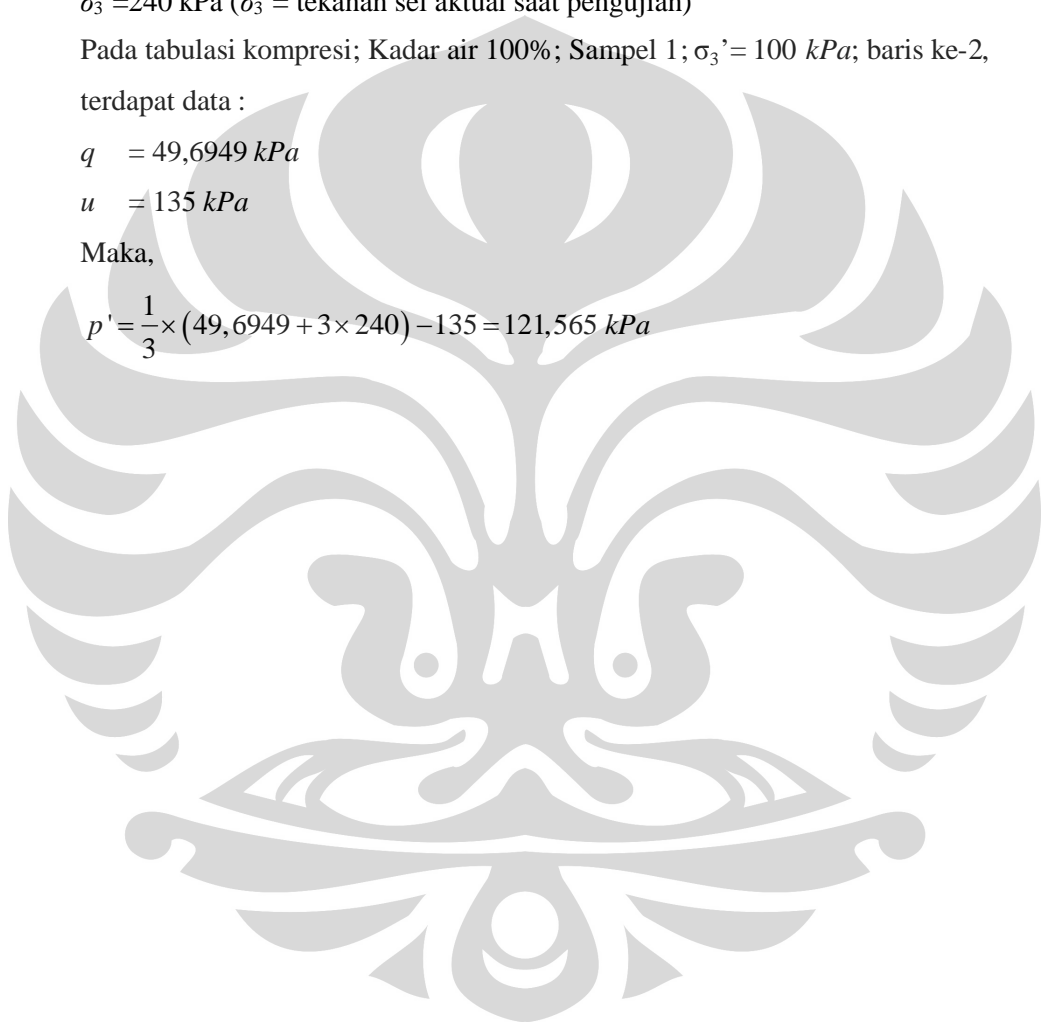 σ3 =240 kPa (σ3 = tekanan sel aktual saat pengujian)
Pada tabulasi kompresi; Kadar air 100%; Sampel 1; σ3’= 100 kPa; baris ke-2,
terdapat data :
q = 49,6949 kPa
u = 135 kPa
Maka,
p'= 1/3 × (49,6949 + 3× 240) −135 = 121,565 kPa